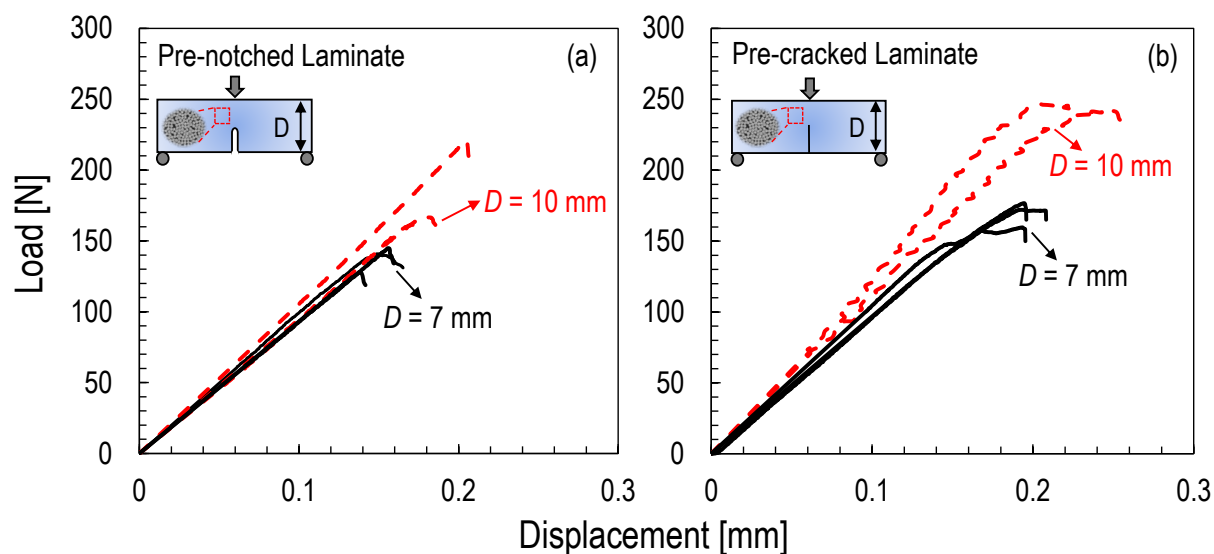 Load [N]
300
250
200
150
100
50
0
Pre-notched Laminate
(a)
D
D = 10 mm
D = 7 mm
0
0.1
0.2
0.3
300
250
200
150
100
50
0
Pre-cracked Laminate
(b)
D
D = 10 mm
D = 7 mm
0
0.1
0.2
0.3
Displacement [mm]